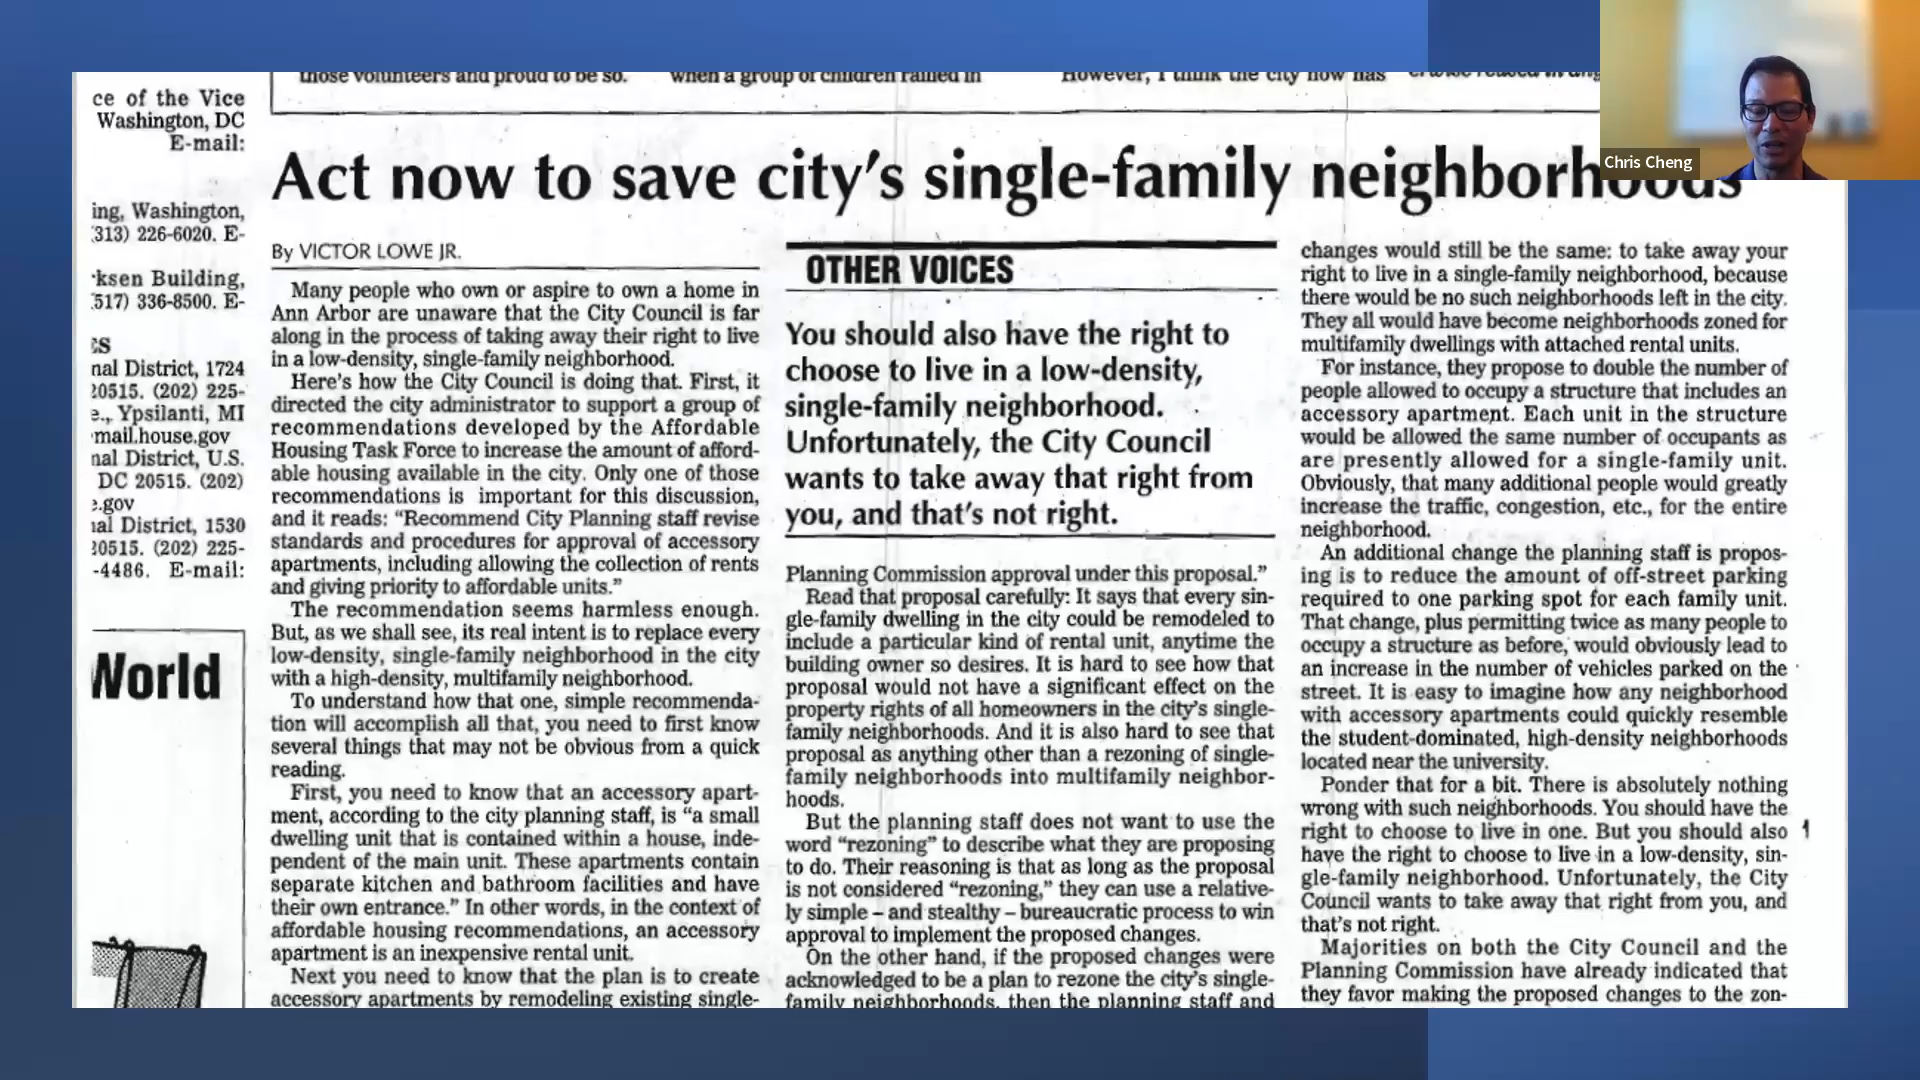 those volunteers and proud to be so.
when a group of children rallied in
However, I think the city now has
Chris Cheng
ce of the Vice
Washington, DC
E-mail:
ing, Washington,
313) 226-6020. E-
ksen Building,
517) 336-8500. E-
nal District, 1724
20515. (202) 225-
e., Ypsilanti, MI
mail.house.gov
nal District, U.S.
DC 20515. (202)
e.gov
nal District, 1530
20515. (202) 225-
-4486. E-mail:
World
Act now to save city's single-family neighborhoods
By VICTOR LOWE JR.
Many people who own or aspire to own a home in
Ann Arbor are unaware that the City Council is far
along in the process of taking away their right to live
in a low-density, single-family neighborhood.
Here's how the City Council is doing that. First, it
directed the city administrator to support a group of
recommendations developed by the Affordable
Housing Task Force to increase the amount of afford-
able housing available in the city. Only one of those
recommendations is important for this discussion,
and it reads: “Recommend City Planning staff revise
standards and procedures for approval of accessory
apartments, including allowing the collection of rents
and giving priority to affordable units.”
The recommendation seems harmless enough.
But, as we shall see, its real intent is to replace every
low-density, single-family neighborhood in the city
with a high-density, multifamily neighborhood.
To understand how that one, simple recommenda-
tion will accomplish all that, you need to first know
several things that may not be obvious from a quick
reading.
First, you need to know that an accessory apart-
ment, according to the city planning staff, is “a small
dwelling unit that is contained within a house, inde-
pendent of the main unit. These apartments contain
separate kitchen and bathroom facilities and have
their own entrance.” In other words, in the context of
affordable housing recommendations, an accessory
apartment is an inexpensive rental unit.
Next you need to know that the plan is to create
accessory apartments by remodeling existing single-
OTHER VOICES
You should also have the right to
choose to live in a low-density,
single-family neighborhood.
Unfortunately, the City Council
wants to take away that right from
you, and that's not right.
Planning Commission approval under this proposal.”
Read that proposal carefully: It says that every sin-
gle-family dwelling in the city could be remodeled to
include a particular kind of rental unit, anytime the
building owner so desires. It is hard to see how that
proposal would not have a significant effect on the
property rights of all homeowners in the city's single-
family neighborhoods. And it is also hard to see that
proposal as anything other than a rezoning of single-
family neighborhoods into multifamily neighbor-
hoods.
But the planning staff does not want to use the
word “rezoning” to describe what they are proposing
to do. Their reasoning is that as long as the proposal
is not considered “rezoning,” they can use a relative-
ly simple – and stealthy – bureaucratic process to win
approval to implement the proposed changes.
On the other hand, if the proposed changes were
acknowledged to be a plan to rezone the city's single-
family neighborhoods, then the planning staff and
changes would still be the same: to take away your
right to live in a single-family neighborhood, because
there would be no such neighborhoods left in the city.
They all would have become neighborhoods zoned for
multifamily dwellings with attached rental units.
For instance, they propose to double the number of
people allowed to occupy a structure that includes an
accessory apartment. Each unit in the structure
would be allowed the same number of occupants as
are presently allowed for a single-family unit.
Obviously, that many additional people would greatly
increase the traffic, congestion, etc., for the entire
neighborhood.
An additional change the planning staff is propos-
ing is to reduce the amount of off-street parking
required to one parking spot for each family unit.
That change, plus permitting twice as many people to
occupy a structure as before, would obviously lead to
an increase in the number of vehicles parked on the
street. It is easy to imagine how any neighborhood
with accessory apartments could quickly resemble
the student-dominated, high-density neighborhoods
located near the university.
Ponder that for a bit. There is absolutely nothing
wrong with such neighborhoods. You should have the
right to choose to live in one. But you should also
have the right to choose to live in a low-density, sin-
gle-family neighborhood. Unfortunately, the City
Council wants to take away that right from you, and
that's not right.
Majorities on both the City Council and the
Planning Commission have already indicated that
they favor making the proposed changes to the zon-